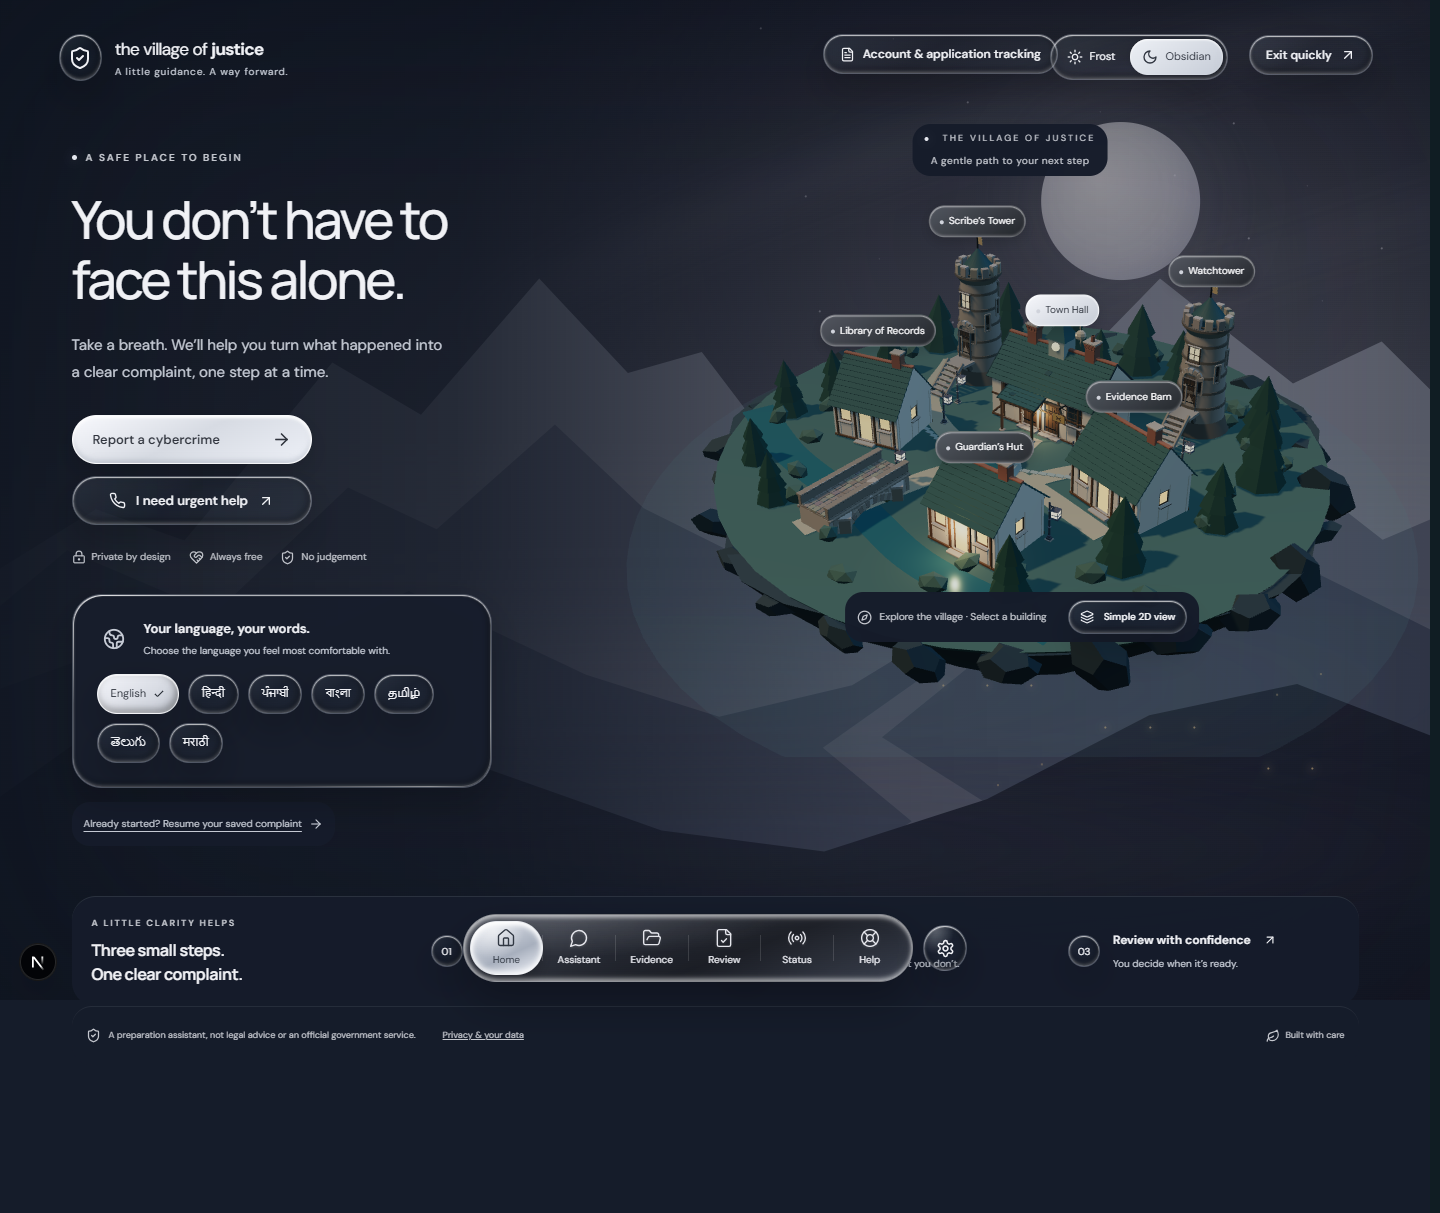 the village of justice
A little guidance. A way forward.
Account & application tracking
Frost
Obsidian
Exit quickly
A SAFE PLACE TO BEGIN
You don't have to
face this alone.
Take a breath. We'll help you turn what happened into
a clear complaint, one step at a time.
Report a cybercrime
I need urgent help
Private by design
Always free
No judgement
Your language, your words.
Choose the language you feel most comfortable with.
English
हिन्दी
ਪੰਜਾਬੀ
বাংলা
தமிழ்
తెలుగు
मराठी
Already started? Resume your saved complaint
THE VILLAGE OF JUSTICE
A gentle path to your next step
Scribe's Tower
Watchtower
Town Hall
Library of Records
Evidence Barn
Guardian's Hut
Explore the village · Select a building
Simple 2D view
A LITTLE CLARITY HELPS
Three small steps.
One clear complaint.
01
Home
Assistant
Evidence
Review
Status
Help
you don't.
03
Review with confidence
You decide when it's ready.
N
A preparation assistant, not legal advice or an official government service.
Privacy & your data
Built with care